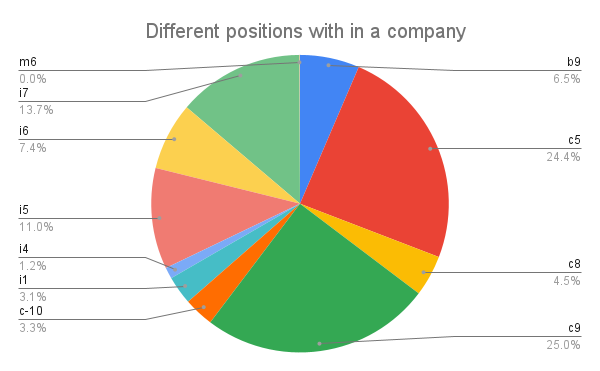 Different positions with in a company
m6
0.0%
i7
13.7%
i6
7.4%
i5
11.0%
i4
1.2%
i1
3.1%
c-10
3.3%
b9
6.5%
c5
24.4%
c8
4.5%
c9
25.0%